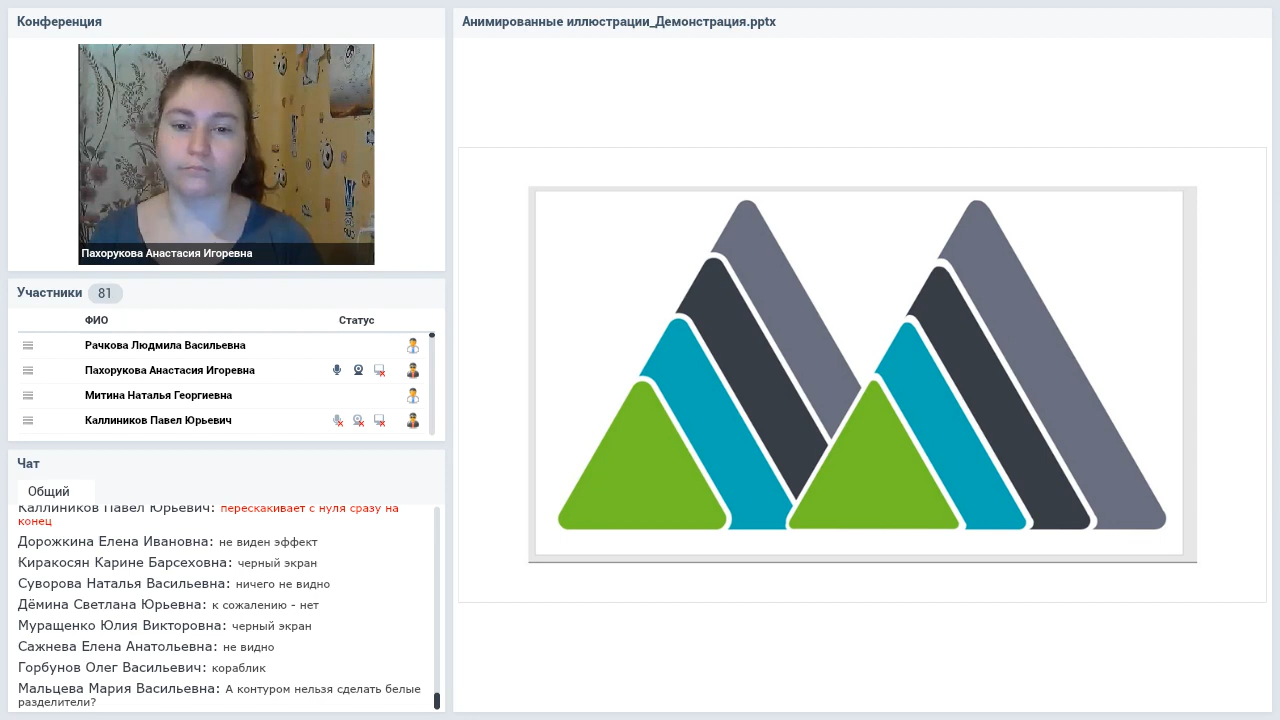 Конференция
Пахорукова Анастасия Игоревна
Участники 81
ФИО Статус
Рачкова Людмила Васильевна
Пахорукова Анастасия Игоревна
Митина Наталья Георгиевна
Каллиников Павел Юрьевич
Чат
Общий
Каллиников Павел Юрьевич: перескакивает с нуля сразу на
конец
Дорожкина Елена Ивановна: не виден эффект
Киракосян Карине Барсеховна: черный экран
Суворова Наталья Васильевна: ничего не видно
Дёмина Светлана Юрьевна: к сожалению - нет
Муращенко Юлия Викторовна: черный экран
Сажнева Елена Анатольевна: не видно
Горбунов Олег Васильевич: кораблик
Мальцева Мария Васильевна: А контуром нельзя сделать белые
разделители?
Анимированные иллюстрации_Демонстрация.pptx